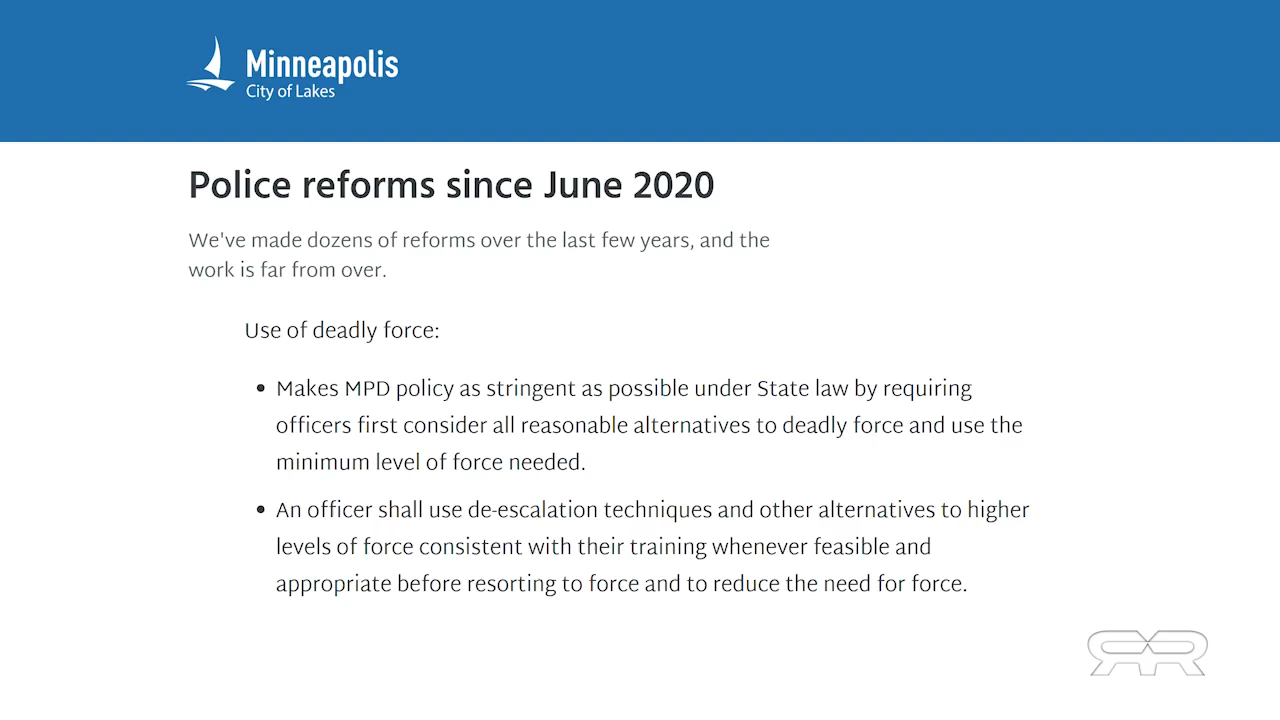 Minneapolis
City of Lakes
Police reforms since June 2020
We've made dozens of reforms over the last few years, and the
work is far from over.
Use of deadly force:
• Makes MPD policy as stringent as possible under State law by requiring
officers first consider all reasonable alternatives to deadly force and use the
minimum level of force needed.
• An officer shall use de-escalation techniques and other alternatives to higher
levels of force consistent with their training whenever feasible and
appropriate before resorting to force and to reduce the need for force.
RR